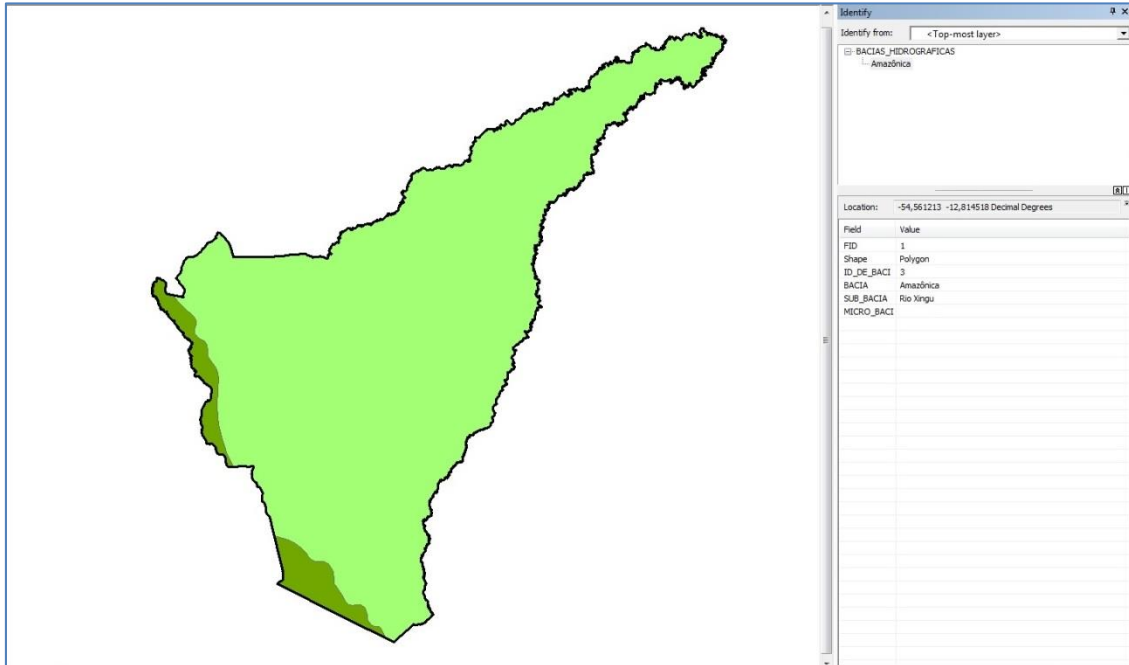 Identify
Identify from: <Top-most layer>
BACIAS_HIDROGRAFICAS
Amazônica
Location: -54,561213 -12,814518 Decimal Degrees
Field Value
FID 1
Shape Polygon
ID_DE_BACI 3
BACIA Amazônica
SUB_BACIA Rio Xingu
MICRO_BACI